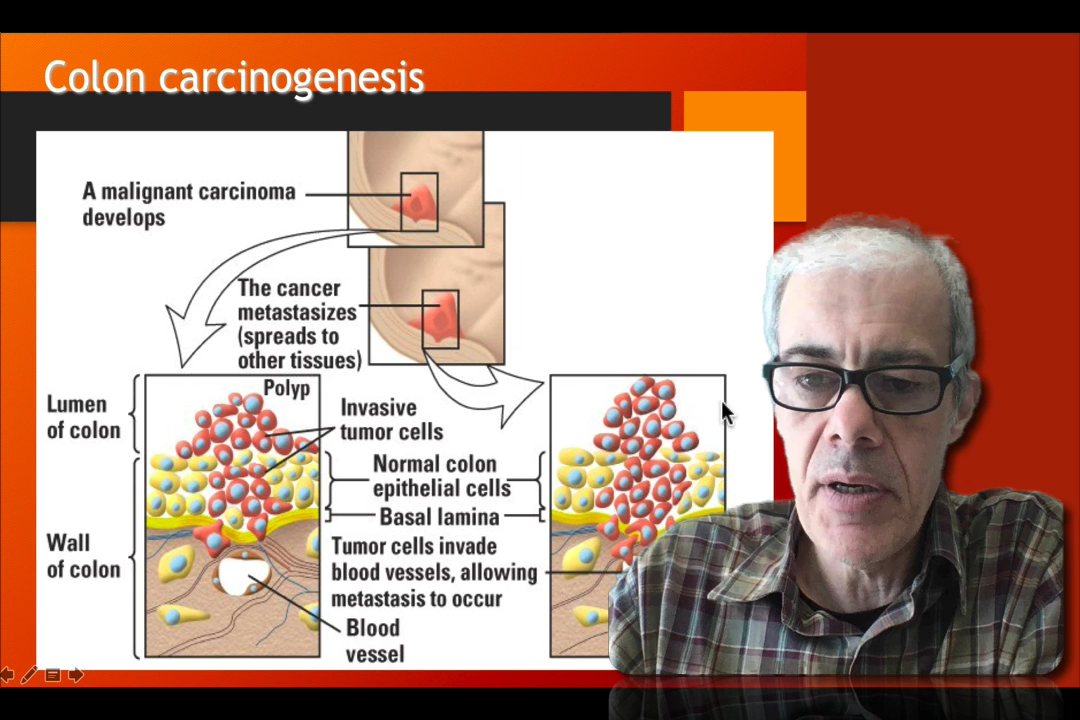 Colon carcinogenesis
A malignant carcinoma
develops
The cancer
metastasizes
(spreads to
other tissues)
Polyp
Lumen
of colon
Invasive
tumor cells
Normal colon
epithelial cells
Basal lamina
Wall
of colon
Tumor cells invade
blood vessels, allowing
metastasis to occur
Blood
vessel